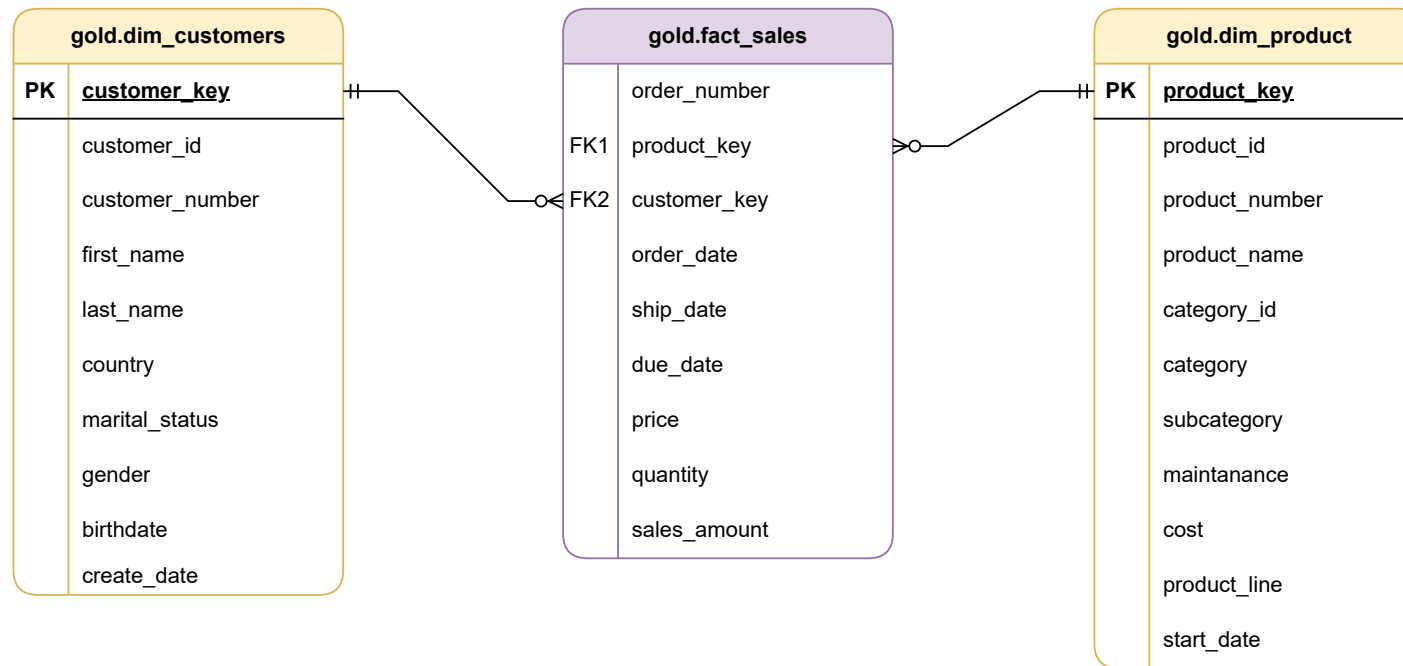 gold.dim_customers
PK customer_key
customer_id
customer_number
first_name
last_name
country
marital_status
gender
birthdate
create_date
gold.fact_sales
order_number
FK1 product_key
FK2 customer_key
order_date
ship_date
due_date
price
quantity
sales_amount
gold.dim_product
PK product_key
product_id
product_number
product_name
category_id
category
subcategory
maintanance
cost
product_line
start_date